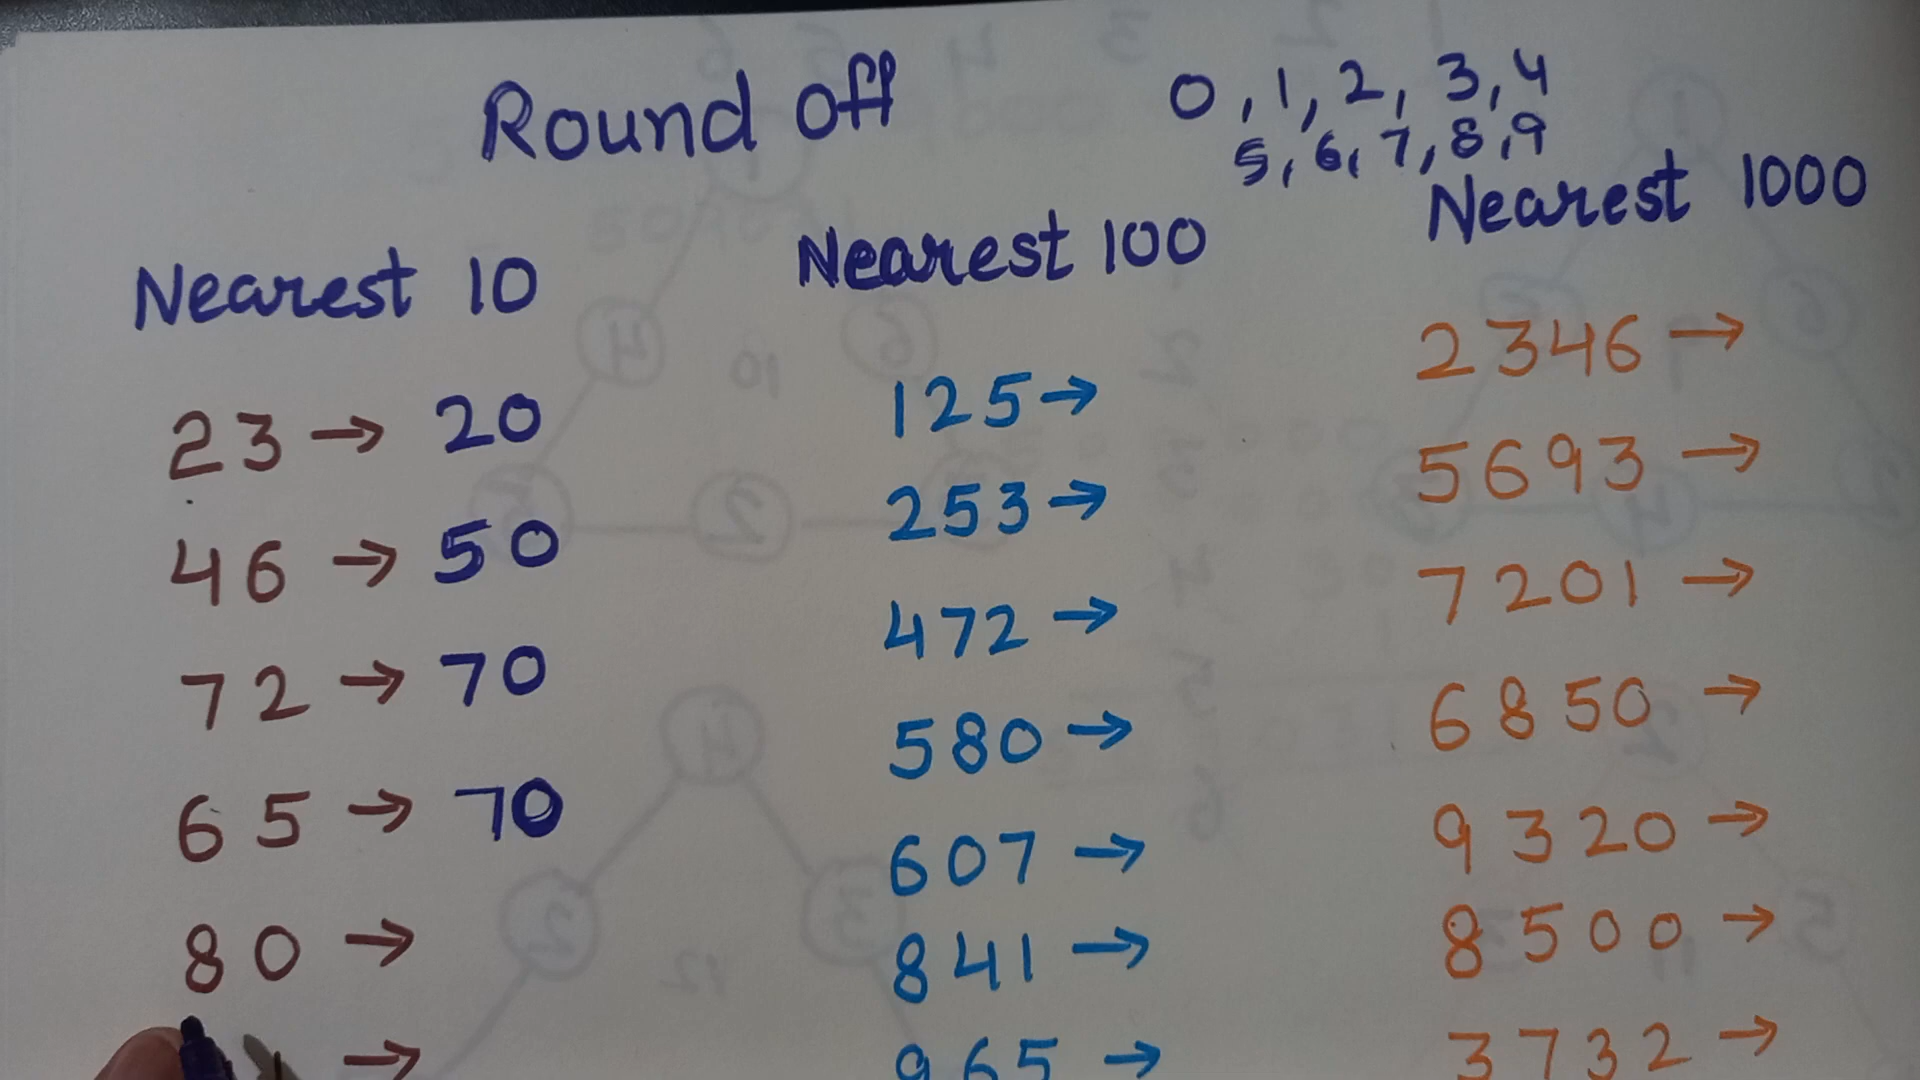 Round off
0, 1, 2, 3, 4
5, 6, 7, 8, 9
Nearest 10
23 → 20
46 → 50
72 → 70
65 → 70
80 →
→
Nearest 100
125 →
253 →
472 →
580 →
607 →
841 →
965 →
Nearest 1000
2346 →
5693 →
7201 →
6850 →
9320 →
8500 →
3732 →